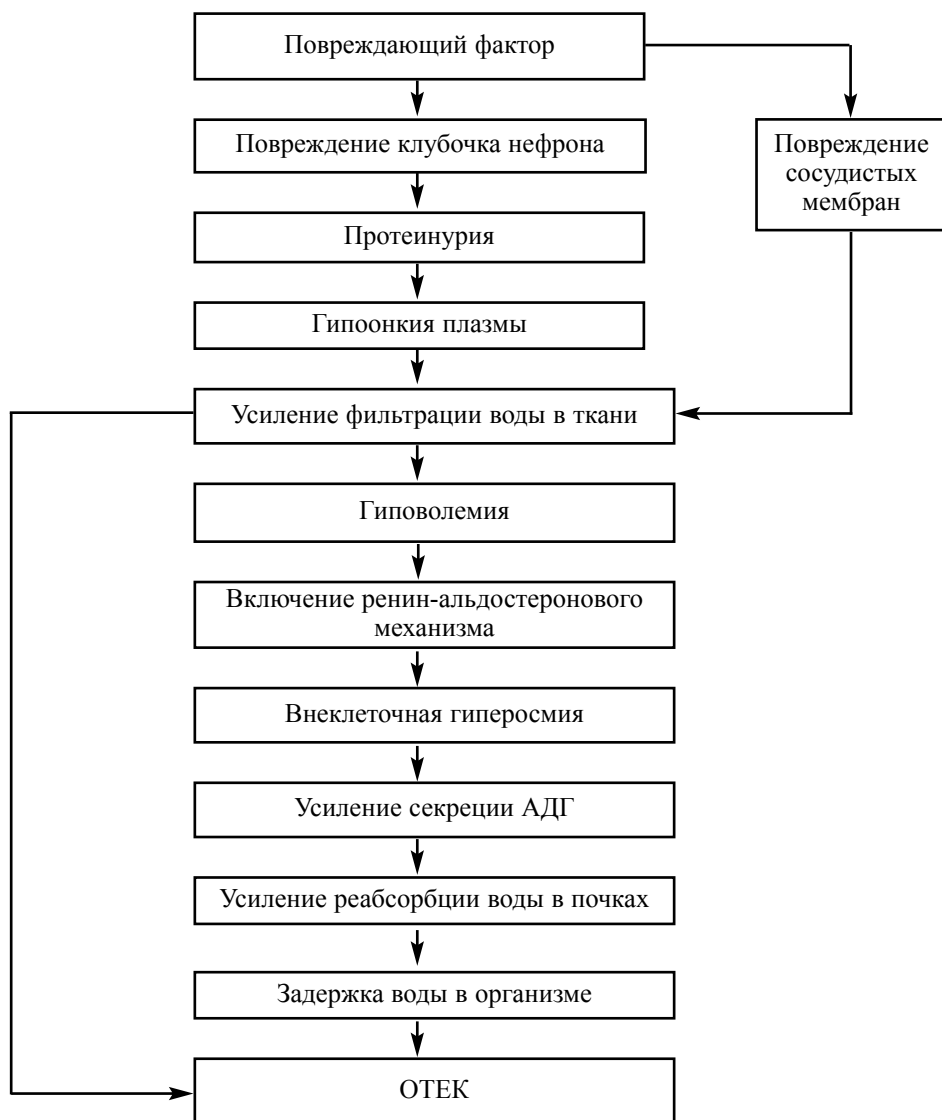 Повреждающий фактор
Повреждение клубочка нефрона
Повреждение
сосудистых
мембран
Протеинурия
Гипоонкия плазмы
Усиление фильтрации воды в ткани
Гиповолемия
Включение ренин-альдостеронового
механизма
Внеклеточная гиперосмия
Усиление секреции АДГ
Усиление реабсорбции воды в почках
Задержка воды в организме
ОТЕК